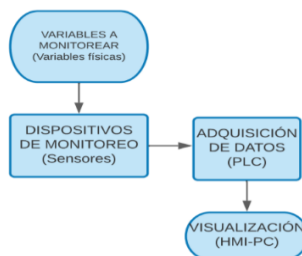 VARIABLES A
MONITOREAR
(Variables físicas)
DISPOSITIVOS
DE MONITOREO
(Sensores)
ADQUISICIÓN
DE DATOS
(PLC)
VISUALIZACIÓN
(HMI-PC)